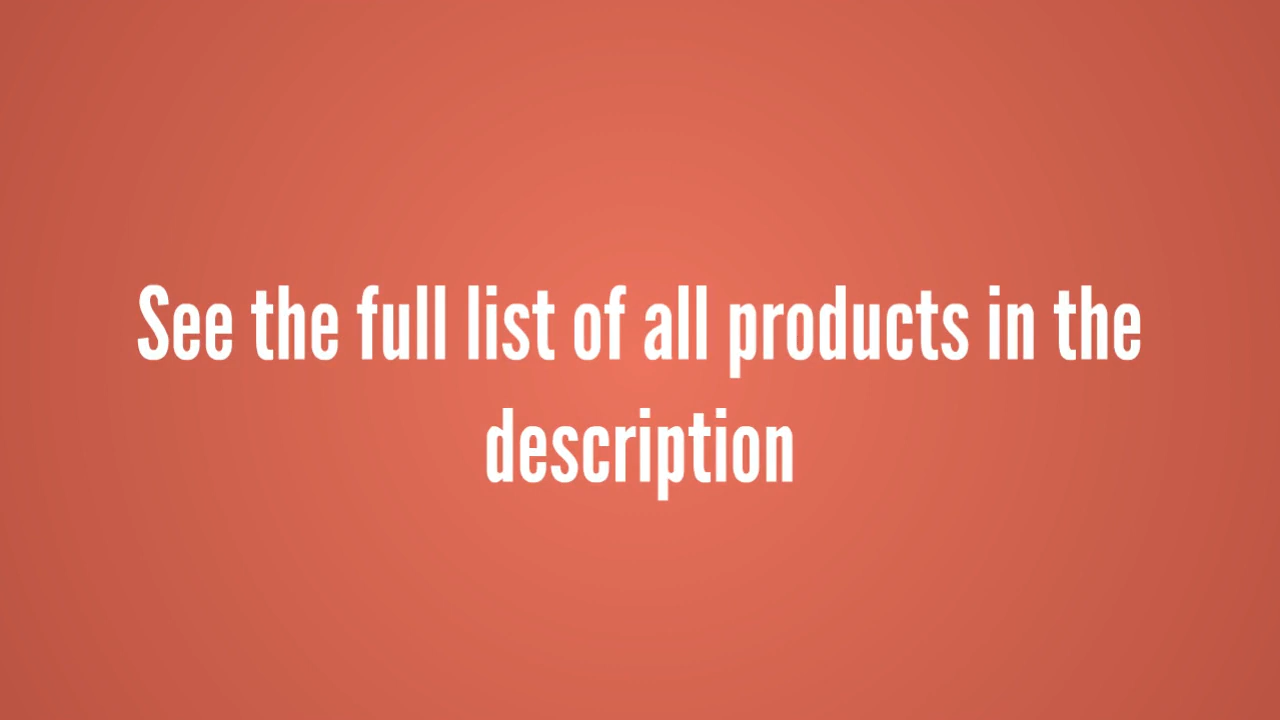 See the full list of all products in the
description